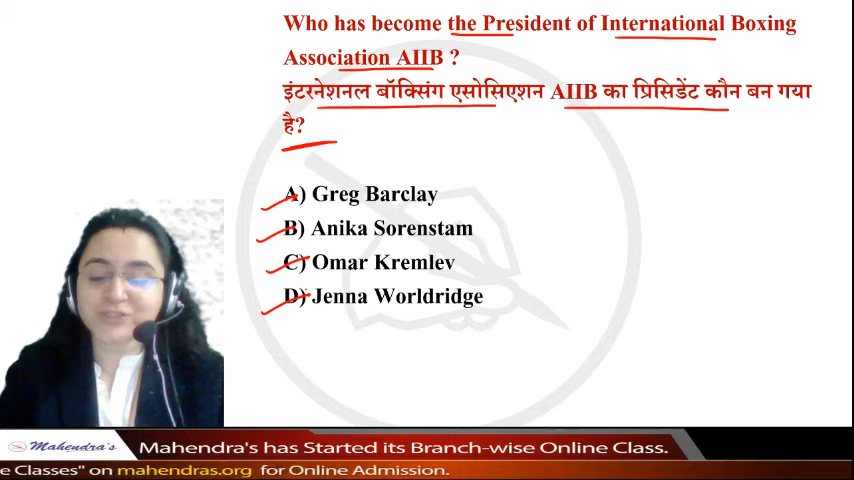 Who has become the President of International Boxing
Association AIIB ?
इंटरनेशनल बॉक्सिंग एसोसिएशन AIIB का प्रिसिडेंट कौन बन गया
है?
A) Greg Barclay
B) Anika Sorenstam
C) Omar Kremlev
D) Jenna Worldridge
Mahendra's
Mahendra's has Started its Branch-wise Online Class.
e Classes" on mahendras.org for Online Admission.